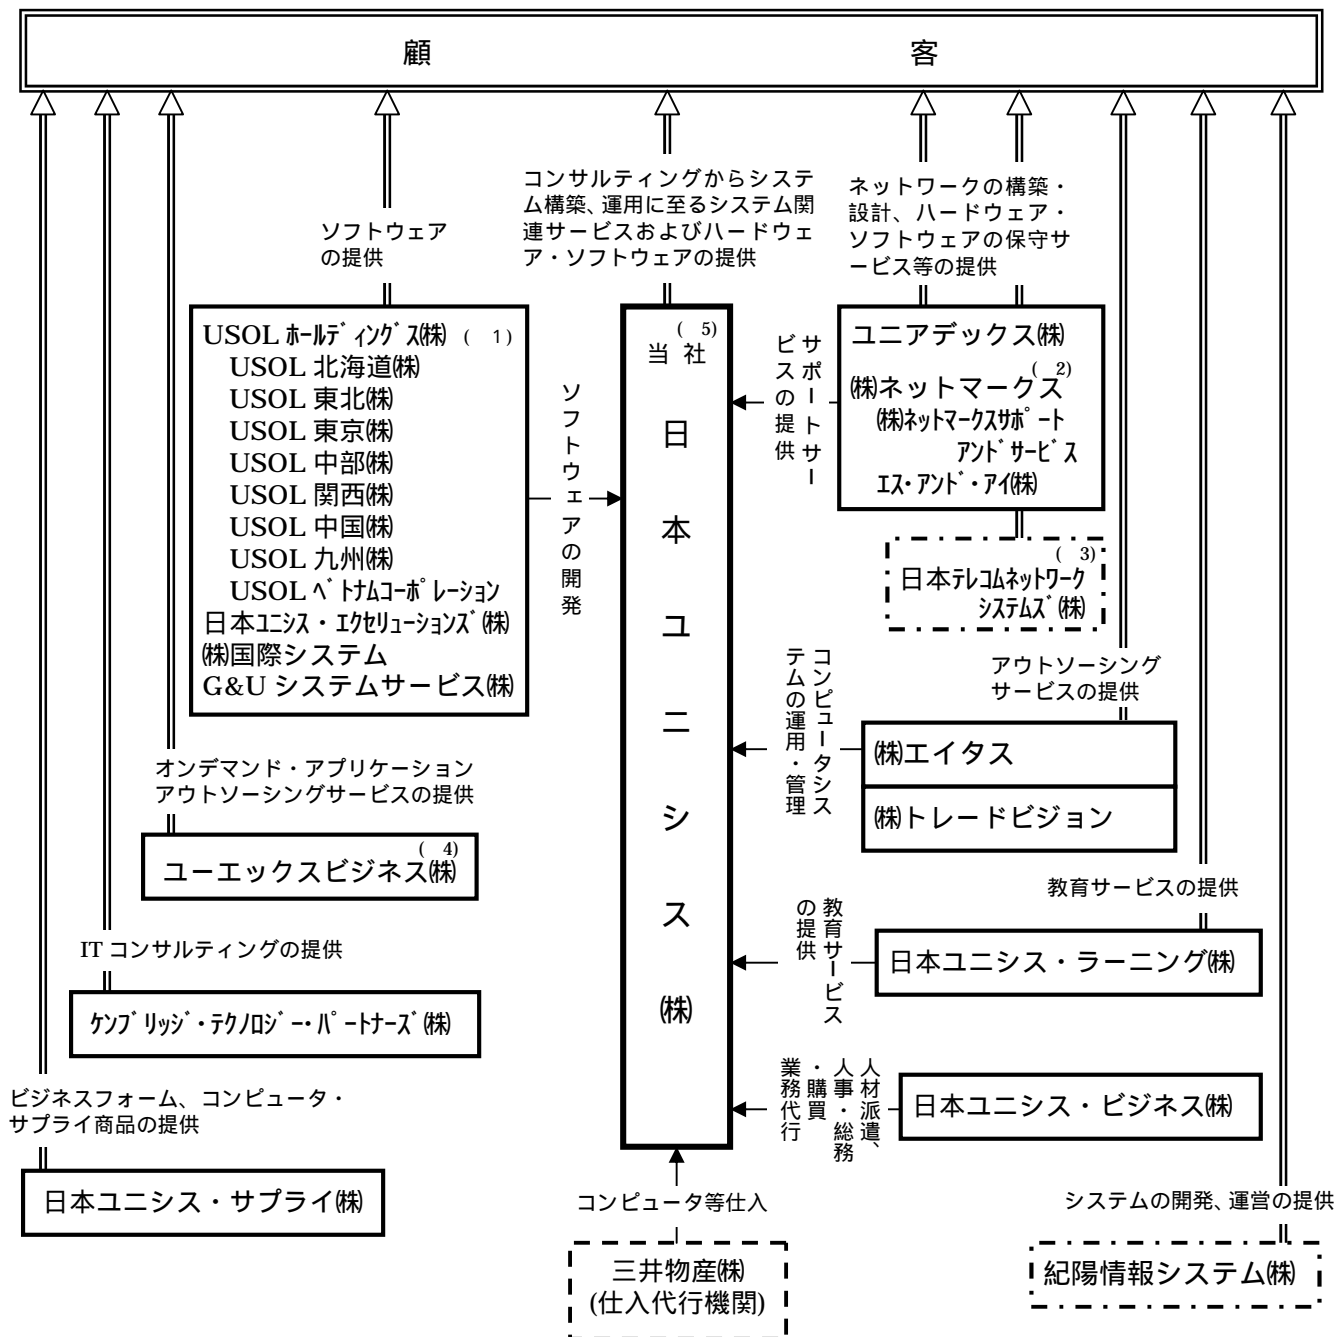 顧 客
ソフトウェア
の提供
コンサルティングからシステ
ム構築、運用に至るシステム関
連サービスおよびハードウェ
ア・ソフトウェアの提供
ネットワークの構築・
設計、ハードウェア・
ソフトウェアの保守サ
ービス等の提供
USOL ホールディングス㈱ ( 1)
USOL 北海道㈱
USOL 東北㈱
USOL 東京㈱
USOL 中部㈱
USOL 関西㈱
USOL 中国㈱
USOL 九州㈱
USOL ベトナムコーポレーション
日本ユニシス・エクセリューションズ㈱
㈱国際システム
G&U システムサービス㈱
ソフトウェアの開発
( 5)
当 社
日本ユニシス㈱
サポートサー
ビスの提供
ユニアデックス㈱
( 2)
㈱ネットマークス
㈱ネットマークスサポート
アンドサービス
エス・アンド・アイ㈱
( 3)
日本テレコムネットワーク
システムズ㈱
アウトソーシング
サービスの提供
コンピュータシス
テムの運用・管理
㈱エイタス
㈱トレードビジョン
オンデマンド・アプリケーション
アウトソーシングサービスの提供
( 4)
ユーエックスビジネス㈱
教育サービスの提供
教育サービス
の提供
日本ユニシス・ラーニング㈱
IT コンサルティングの提供
ケンブリッジ・テクノロジー・パートナーズ㈱
人材派遣、
人事・総務
・購買
業務代行
日本ユニシス・ビジネス㈱
ビジネスフォーム、コンピュータ・
サプライ商品の提供
日本ユニシス・サプライ㈱
コンピュータ等仕入
三井物産㈱
(仕入代行機関)
システムの開発、運営の提供
紀陽情報システム㈱